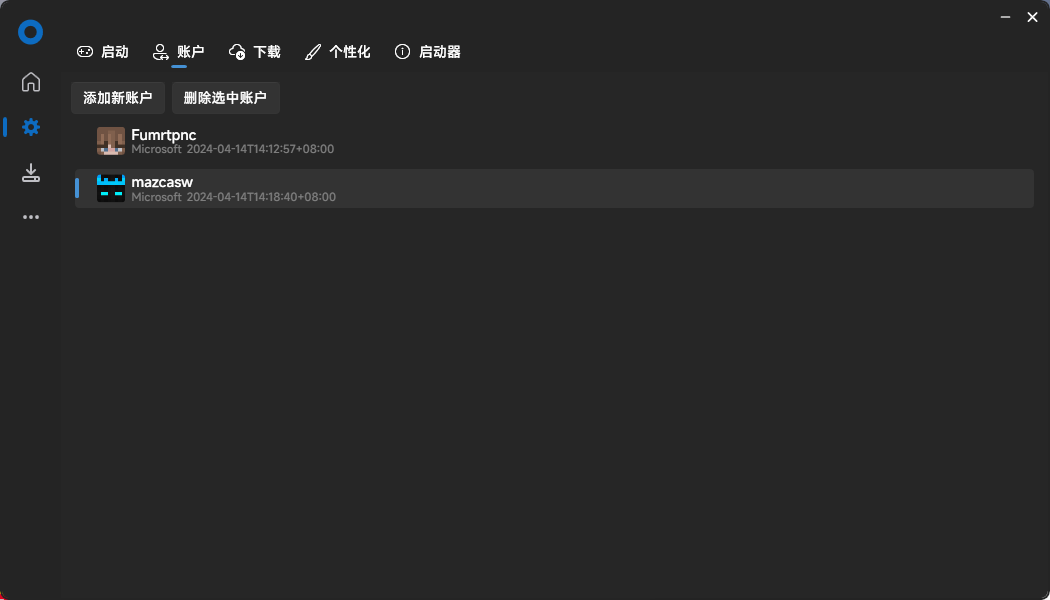 启动 账户 下载 个性化 启动器
添加新账户 删除选中账户
Fumrtpnc
Microsoft 2024-04-14T14:12:57+08:00
mazcasw
Microsoft 2024-04-14T14:18:40+08:00